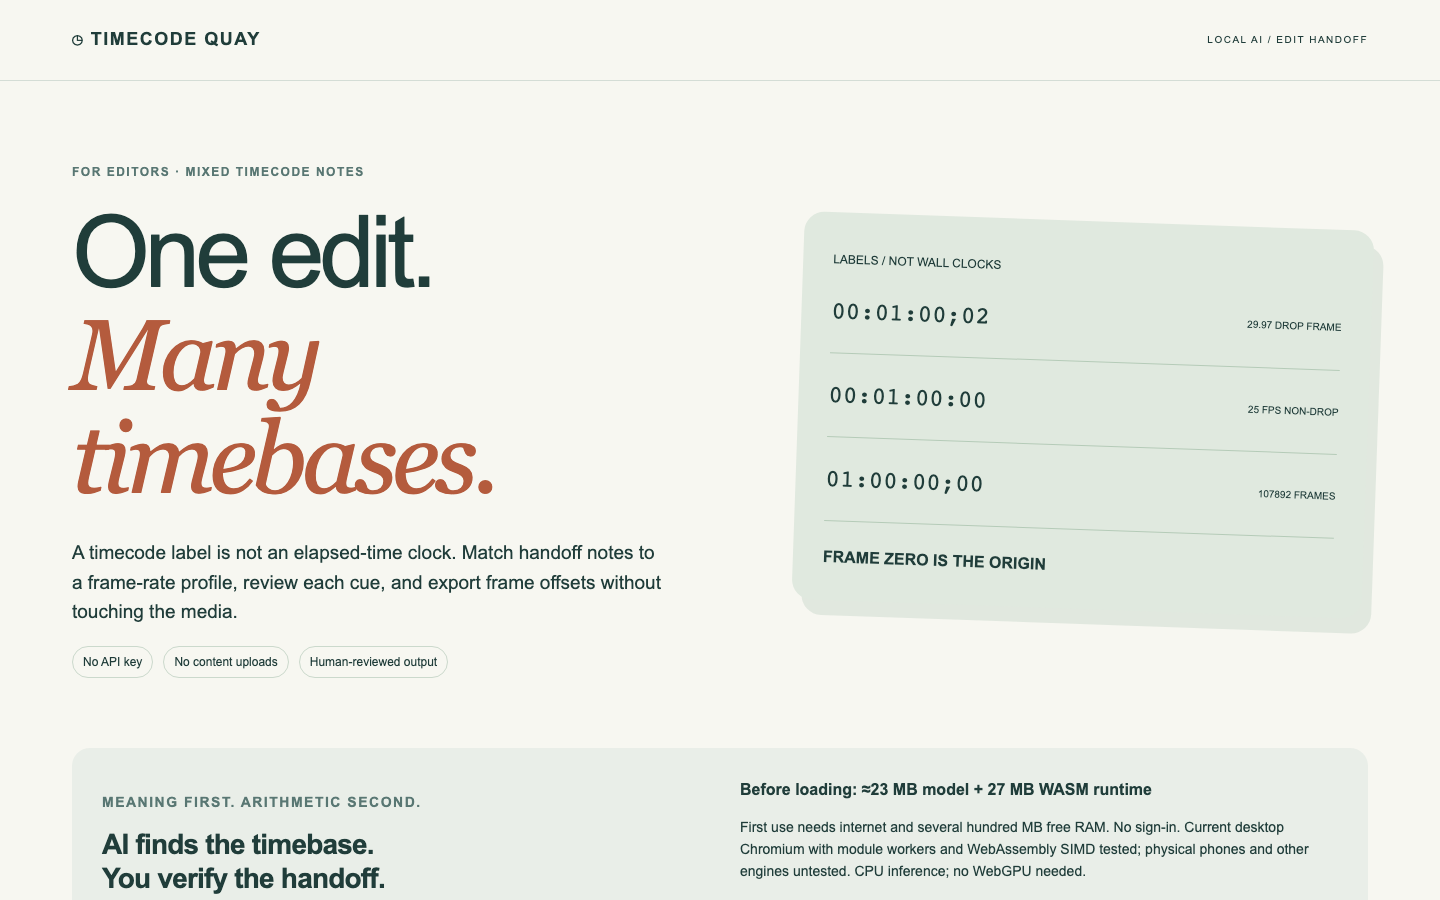 ◷ TIMECODE QUAY
LOCAL AI / EDIT HANDOFF
FOR EDITORS · MIXED TIMECODE NOTES
One edit.
Many
timebases.
A timecode label is not an elapsed-time clock. Match handoff notes to
a frame-rate profile, review each cue, and export frame offsets without
touching the media.
No API key
No content uploads
Human-reviewed output
LABELS / NOT WALL CLOCKS
00:01:00;02
29.97 DROP FRAME
00:01:00:00
25 FPS NON-DROP
01:00:00;00
107892 FRAMES
FRAME ZERO IS THE ORIGIN
MEANING FIRST. ARITHMETIC SECOND.
AI finds the timebase.
You verify the handoff.
Before loading: ≈23 MB model + 27 MB WASM runtime
First use needs internet and several hundred MB free RAM. No sign-in. Current desktop
Chromium with module workers and WebAssembly SIMD tested; physical phones and other
engines untested. CPU inference; no WebGPU needed.